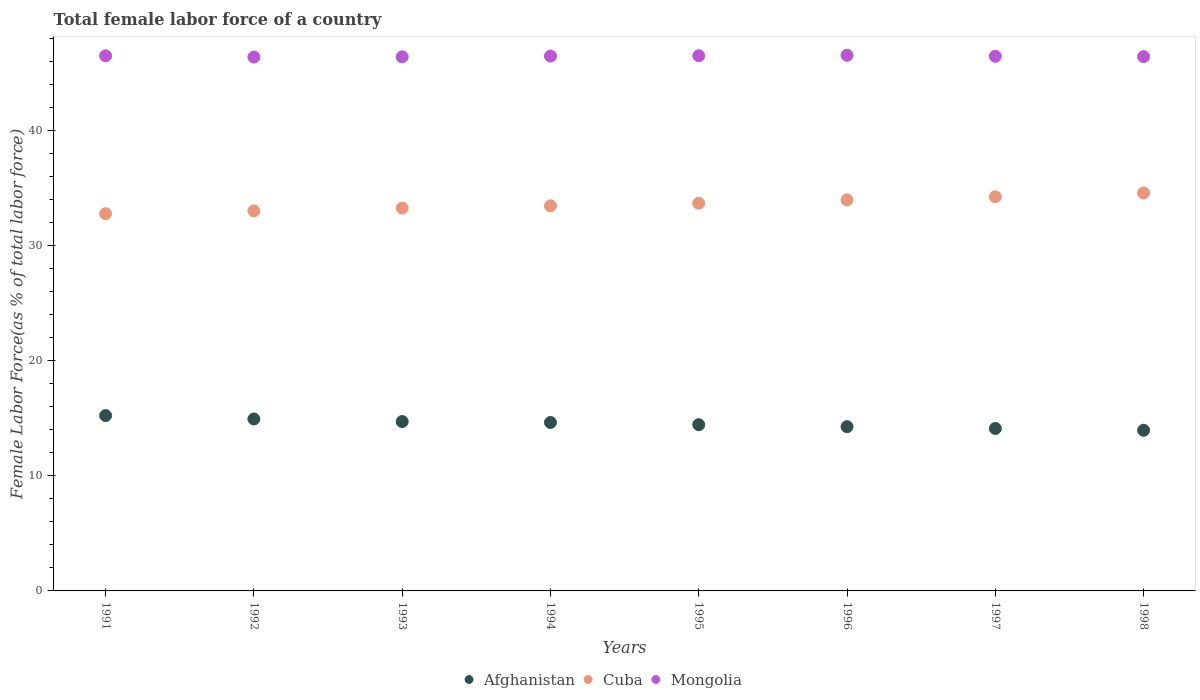 Total female labor force of a country
Female Labor Force(as % of total labor force)
40
30
20
10
0
1991
1992
1993
1994
1995
1996
1997
1998
Years
Afghanistan
Cuba
Mongolia